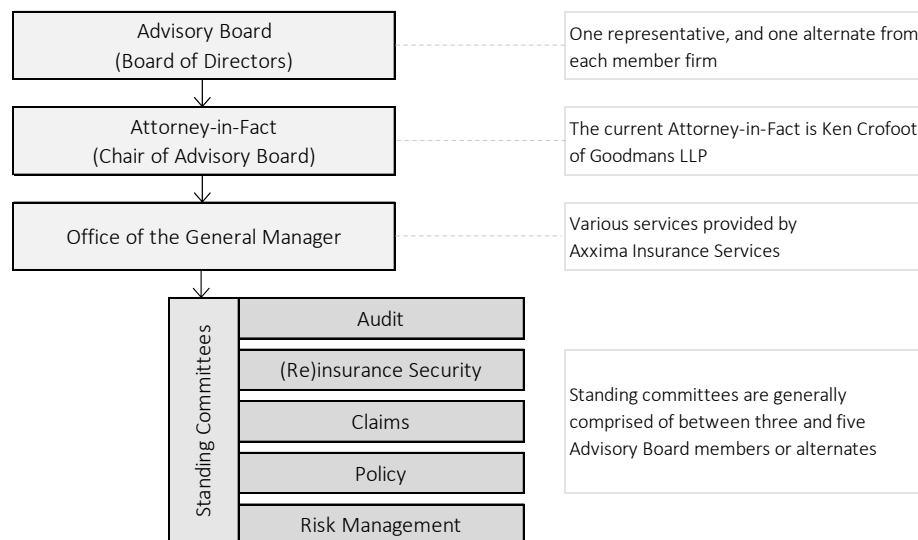 Advisory Board
(Board of Directors)
One representative, and one alternate from
each member firm
Attorney-in-Fact
(Chair of Advisory Board)
The current Attorney-in-Fact is Ken Crofoot
of Goodmans LLP
Office of the General Manager
Various services provided by
Axxima Insurance Services
Standing Committees
Audit
(Re)insurance Security
Claims
Policy
Risk Management
Standing committees are generally
comprised of between three and five
Advisory Board members or alternates